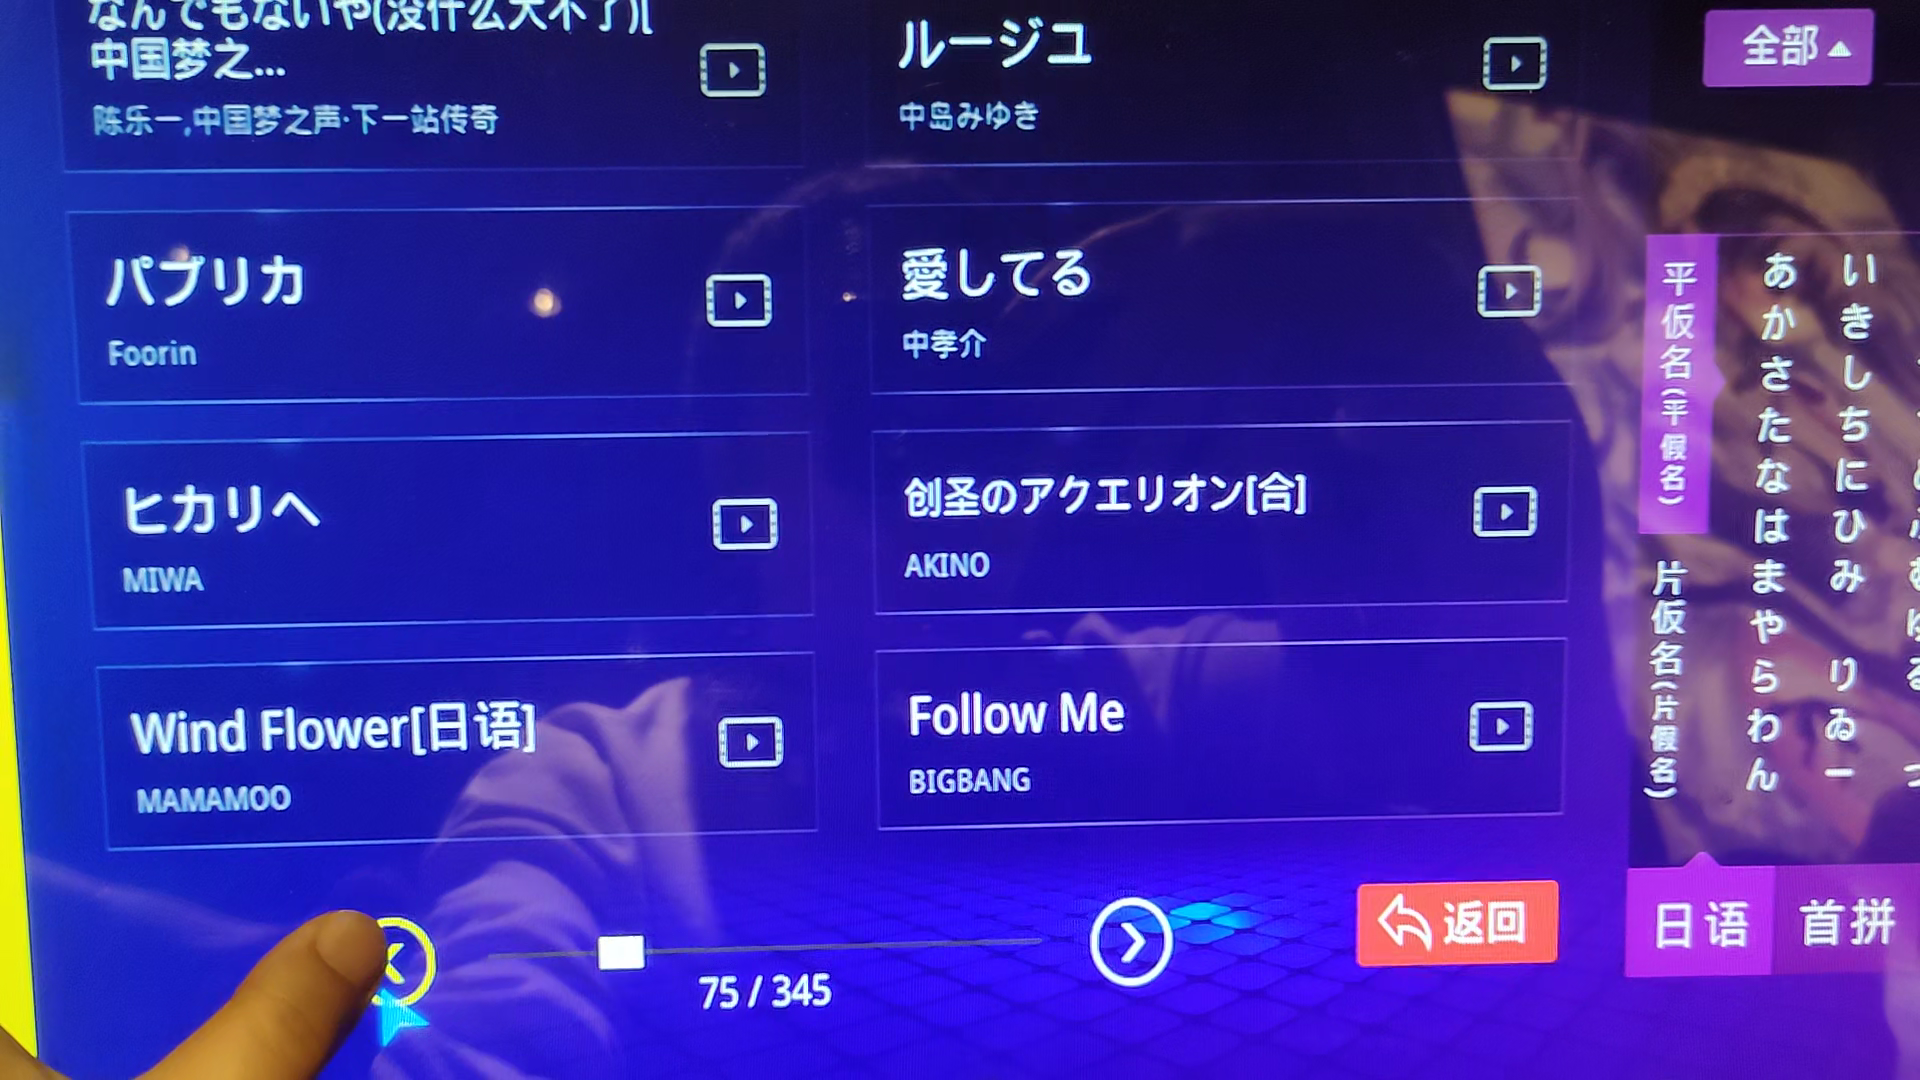 なんでもないや(没什么大不了)[
中国梦之...
陈乐一,中国梦之声·下一站传奇
ルージユ
中岛みゆき
パブリカ
Foorin
愛してる
中孝介
ヒカリへ
MIWA
创圣のアクエリオン[合]
AKINO
Wind Flower[日语]
MAMAMOO
Follow Me
BIGBANG
75 / 345
返回
全部
平仮名(平假名)
片仮名(片假名)
あかさたなはまやらわん
いきしちにひみ りゐー
日语
首拼